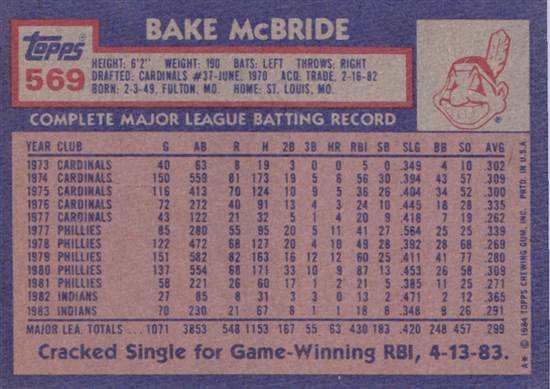 BAKE McBRIDE
topps
569
HEIGHT: 6'2" WEIGHT: 190 BATS: LEFT THROWS: RIGHT
DRAFTED: CARDINALS #37-JUNE, 1970 ACQ: TRADE, 2-16-82
BORN: 2-3-49, FULTON, MO. HOME: ST. LOUIS, MO.
®
COMPLETE MAJOR LEAGUE BATTING RECORD
YEAR CLUB G AB R H 2B 3B HR RBI SB SLG BB SO AVG
1973 CARDINALS 40 63 8 19 3 0 0 5 0 .349 4 10 .302
1974 CARDINALS 150 559 81 173 19 5 6 56 30 .394 43 57 .309
1975 CARDINALS 116 413 70 124 10 9 5 36 26 .404 34 52 .300
1976 CARDINALS 72 272 40 91 13 4 3 24 10 .445 18 28 .335
1977 CARDINALS 43 122 21 32 5 1 4 20 9 .418 7 19 .262
1977 PHILLIES 85 280 55 95 20 5 11 41 27 .564 25 25 .339
1978 PHILLIES 122 472 68 127 20 4 10 49 28 .392 28 68 .269
1979 PHILLIES 151 582 82 163 16 12 12 60 25 .411 41 77 .280
1980 PHILLIES 137 554 68 171 33 10 9 87 13 .453 26 58 .309
1981 PHILLIES 58 221 26 60 17 1 2 21 5 .385 11 25 .271
1982 INDIANS 27 85 8 31 3 3 0 13 2 .471 2 12 .365
1983 INDIANS 70 230 21 67 8 1 1 18 8 .348 9 26 .291
MAJOR LEA. TOTALS ... 1071 3853 548 1153 167 55 63 430 183 .420 248 457 .299
Cracked Single for Game-Winning RBI, 4-13-83.
A* © 1984 TOPPS CHEWING GUM, INC. PRTD. IN U.S.A.